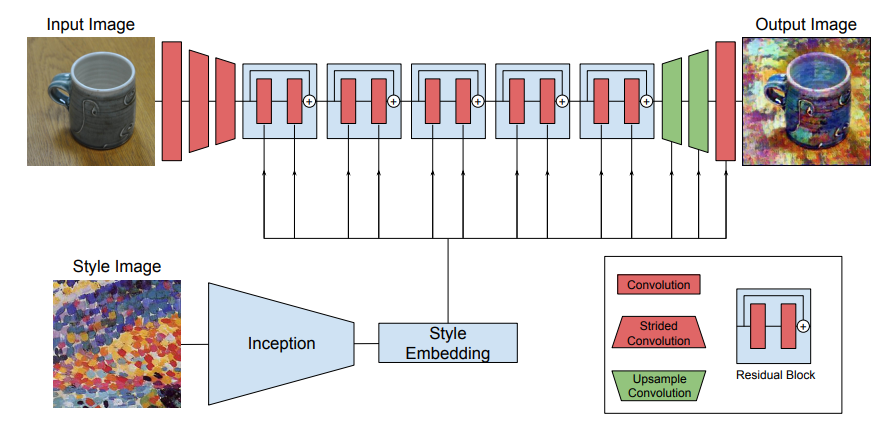 Input Image
Output Image
+
+
+
+
+
Style Image
Inception
Style
Embedding
Convolution
Strided
Convolution
Upsample
Convolution
+
Residual Block